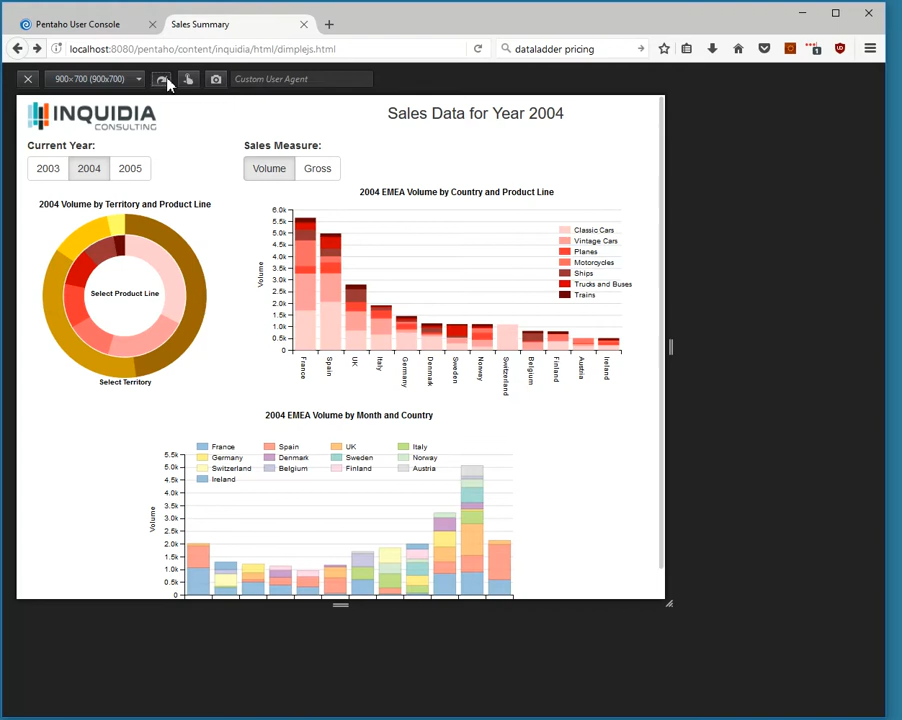 Pentaho User Console
Sales Summary
localhost:8080/pentaho/content/inquidia/html/dimplejs.html
dataladder pricing
1
900×700 (900x700)
Custom User Agent
INQUIDIA
CONSULTING
Sales Data for Year 2004
Current Year:
Sales Measure:
2003 2004 2005
Volume Gross
2004 Volume by Territory and Product Line
Select Product Line
Select Territory
2004 EMEA Volume by Country and Product Line
Volume
6.0k
5.5k
5.0k
4.5k
4.0k
3.5k
3.0k
2.5k
2.0k
1.5k
1.0k
0.5k
0
Classic Cars
Vintage Cars
Planes
Motorcycles
Ships
Trucks and Buses
Trains
France
Spain
UK
Italy
Germany
Denmark
Sweden
Norway
Switzerland
Belgium
Finland
Austria
Ireland
2004 EMEA Volume by Month and Country
France Spain UK Italy
Germany Denmark Sweden Norway
Switzerland Belgium Finland Austria
Ireland
Volume
5.5k
5.0k
4.5k
4.0k
3.5k
3.0k
2.5k
2.0k
1.5k
1.0k
0.5k
0